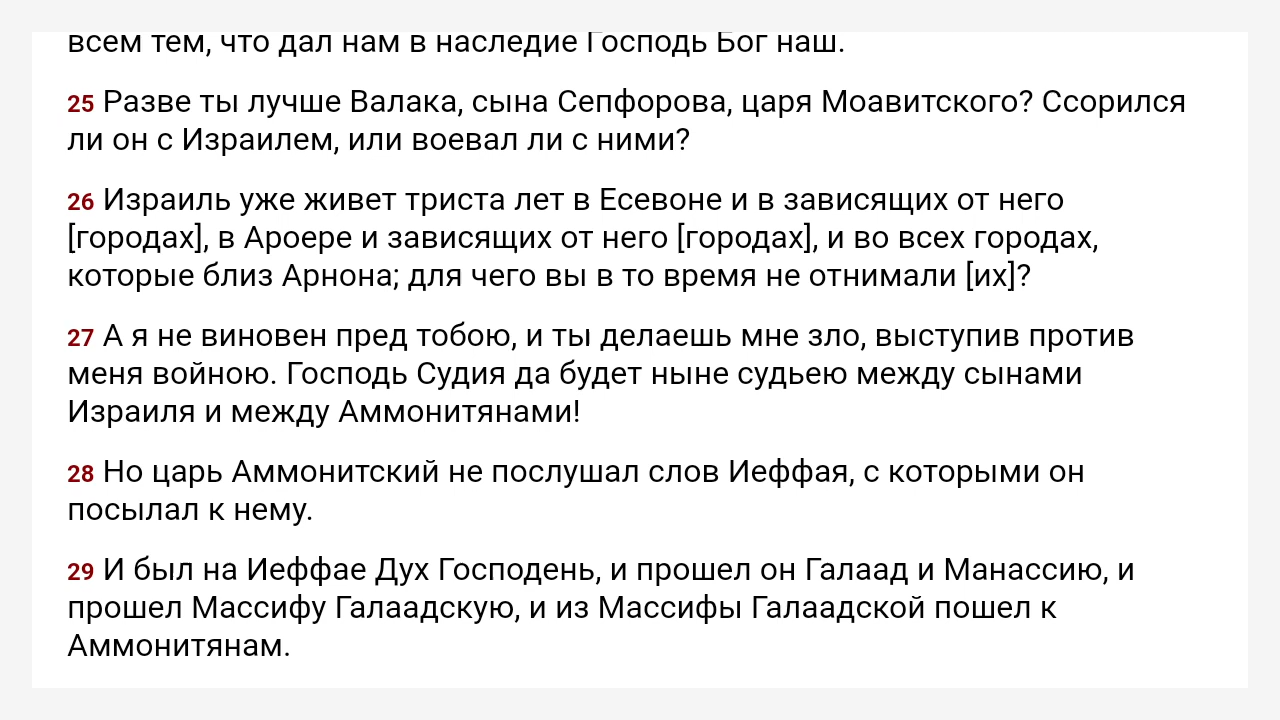 всем тем, что дал нам в наследие Господь Бог наш.
25 Разве ты лучше Валака, сына Сепфорова, царя Моавитского? Ссорился
ли он с Израилем, или воевал ли с ними?
26 Израиль уже живет триста лет в Есевоне и в зависящих от него
[городах], в Ароере и зависящих от него [городах], и во всех городах,
которые близ Арнона; для чего вы в то время не отнимали [их]?
27 А я не виновен пред тобою, и ты делаешь мне зло, выступив против
меня войною. Господь Судия да будет ныне судьею между сынами
Израиля и между Аммонитянами!
28 Но царь Аммонитский не послушал слов Иеффая, с которыми он
посылал к нему.
29 И был на Иеффае Дух Господень, и прошел он Галаад и Манассию, и
прошел Массифу Галаадскую, и из Массифы Галаадской пошел к
Аммонитянам.